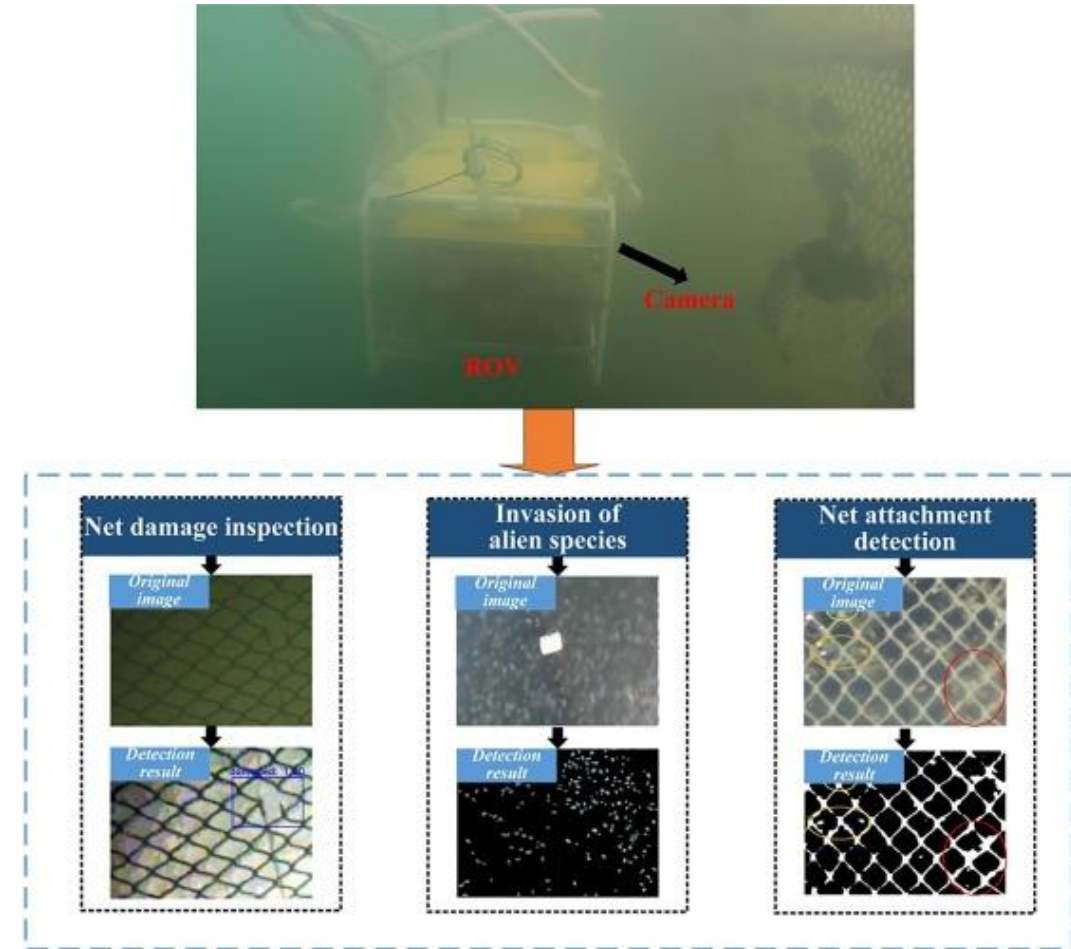 Camera
ROV
Net damage inspection
Original
image
Detection
result
Invasion of
alien species
Original
image
Detection
result
Net attachment
detection
Original
image
Detection
result